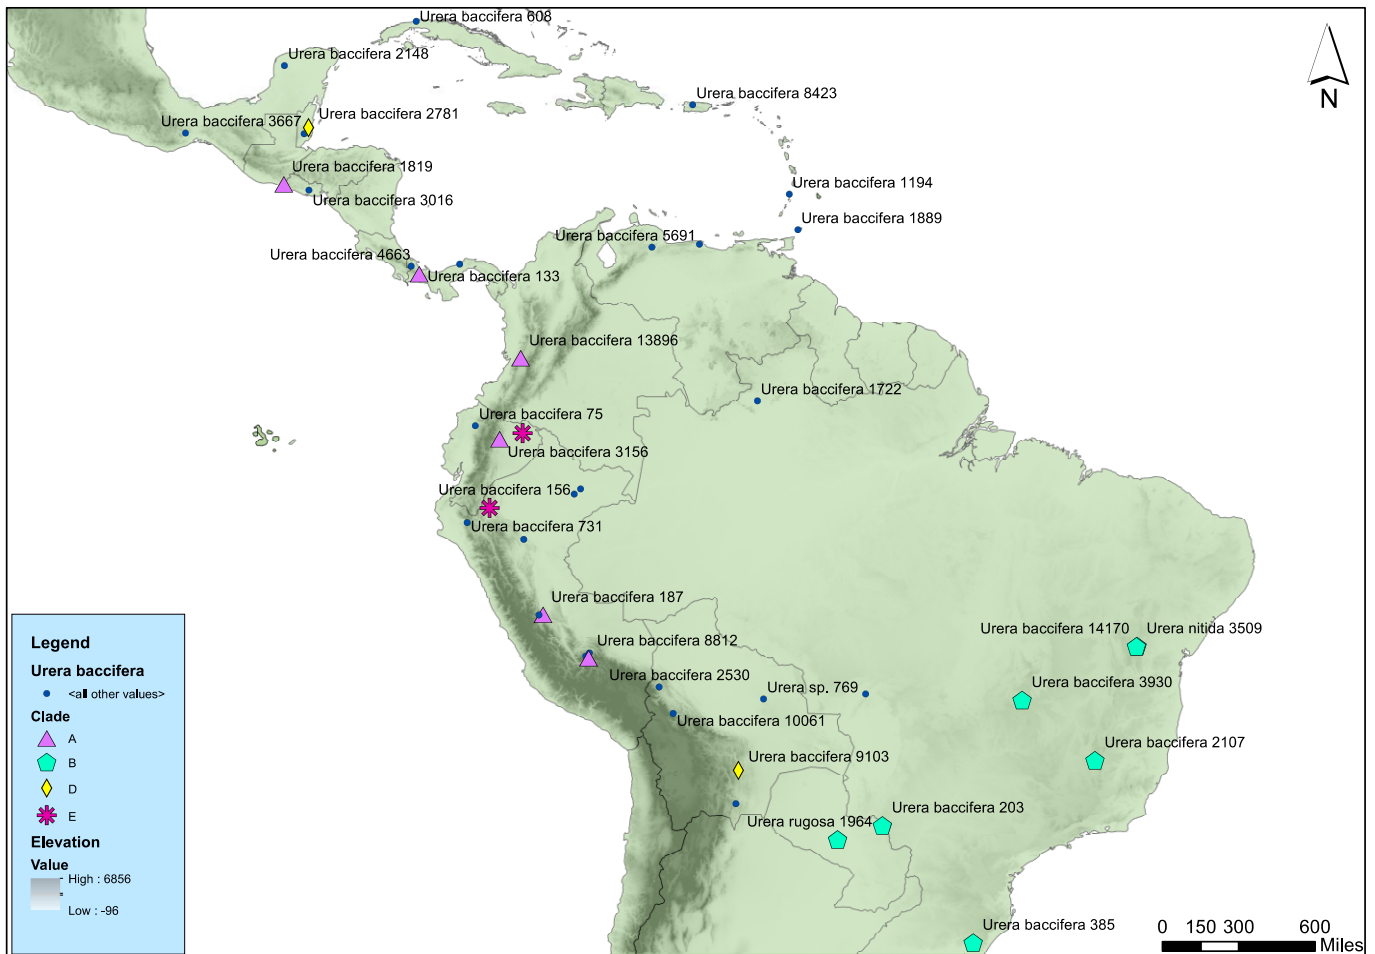 Urera baccifera 608
Urera baccifera 2148
Urera baccifera 8423
N
Urera baccifera 3667
Urera baccifera 2781
Urera baccifera 1819
Urera baccifera 3016
Urera baccifera 1194
Urera baccifera 1889
Urera baccifera 5691
Urera baccifera 4663
Urera baccifera 133
Urera baccifera 13896
Urera baccifera 1722
Urera baccifera 75
Urera baccifera 3156
Urera baccifera 156
Urera baccifera 731
Urera baccifera 187
Urera baccifera 14170
Urera nitida 3509
Urera baccifera 8812
Urera baccifera 2530
Urera sp. 769
Urera baccifera 3930
Urera baccifera 10061
Urera baccifera 2107
Urera baccifera 9103
Urera baccifera 203
Urera rugosa 1964
Urera baccifera 385
Legend
Urera baccifera
<all other values>
Clade
A
B
D
E
Elevation
Value
High : 6856
Low : -96
0 150 300 600
Miles